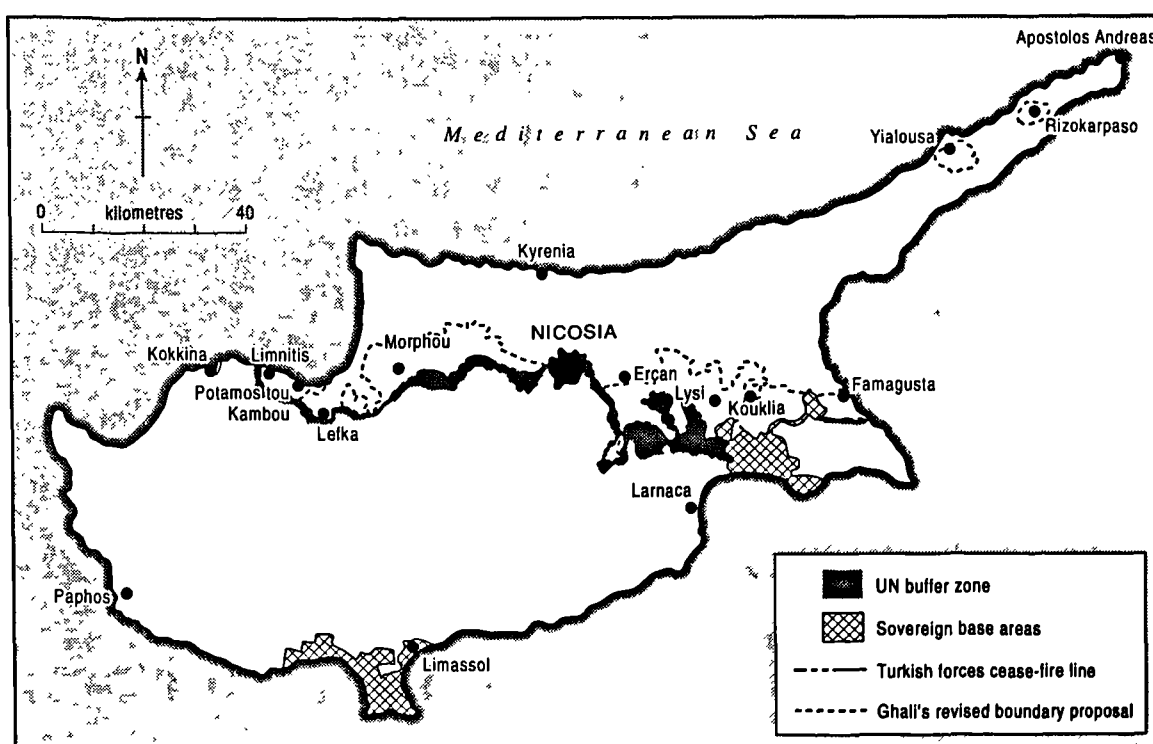 Apostolos Andreas
N
Mediterranean Sea
Rizokarpaso
Yialousa
0 kilometres 40
Kyrenia
NICOSIA
Morphou
Kokkina
Limnitis
Erçan
Potamositou
Kambou
Lysi
Famagusta
Kouklia
Lefka
Larnaca
Paphos
Limassol
UN buffer zone
Sovereign base areas
Turkish forces cease-fire line
Ghali's revised boundary proposal